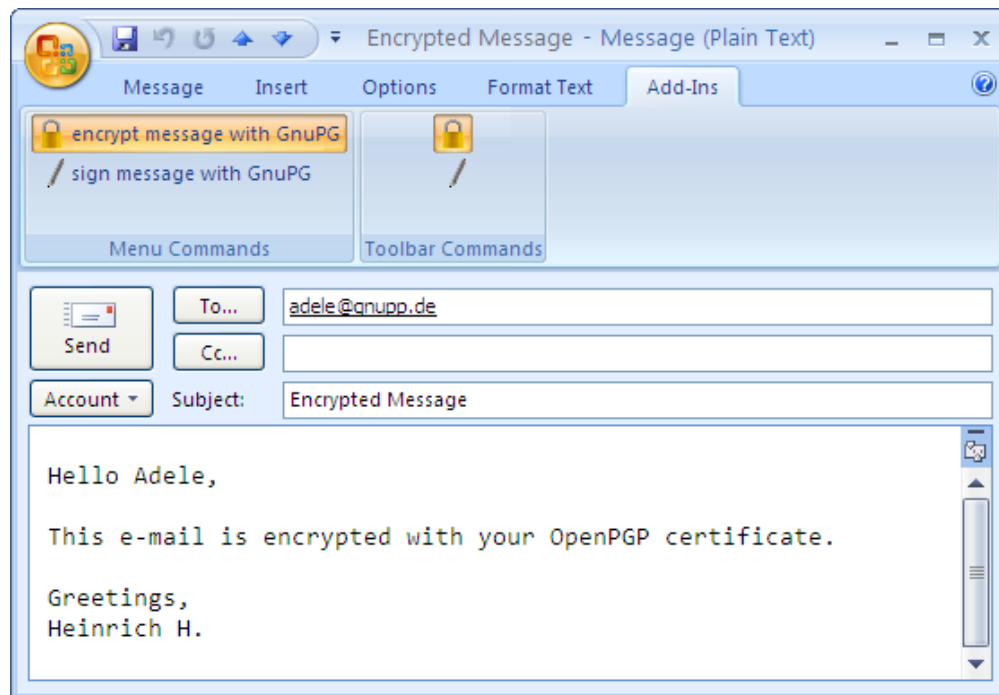 Encrypted Message - Message (Plain Text)
Message Insert Options Format Text Add-Ins
encrypt message with GnuPG
sign message with GnuPG
Menu Commands Toolbar Commands
To... adele@gnupp.de
Send
Cc...
Account Subject: Encrypted Message
Hello Adele,
This e-mail is encrypted with your OpenPGP certificate.
Greetings,
Heinrich H.